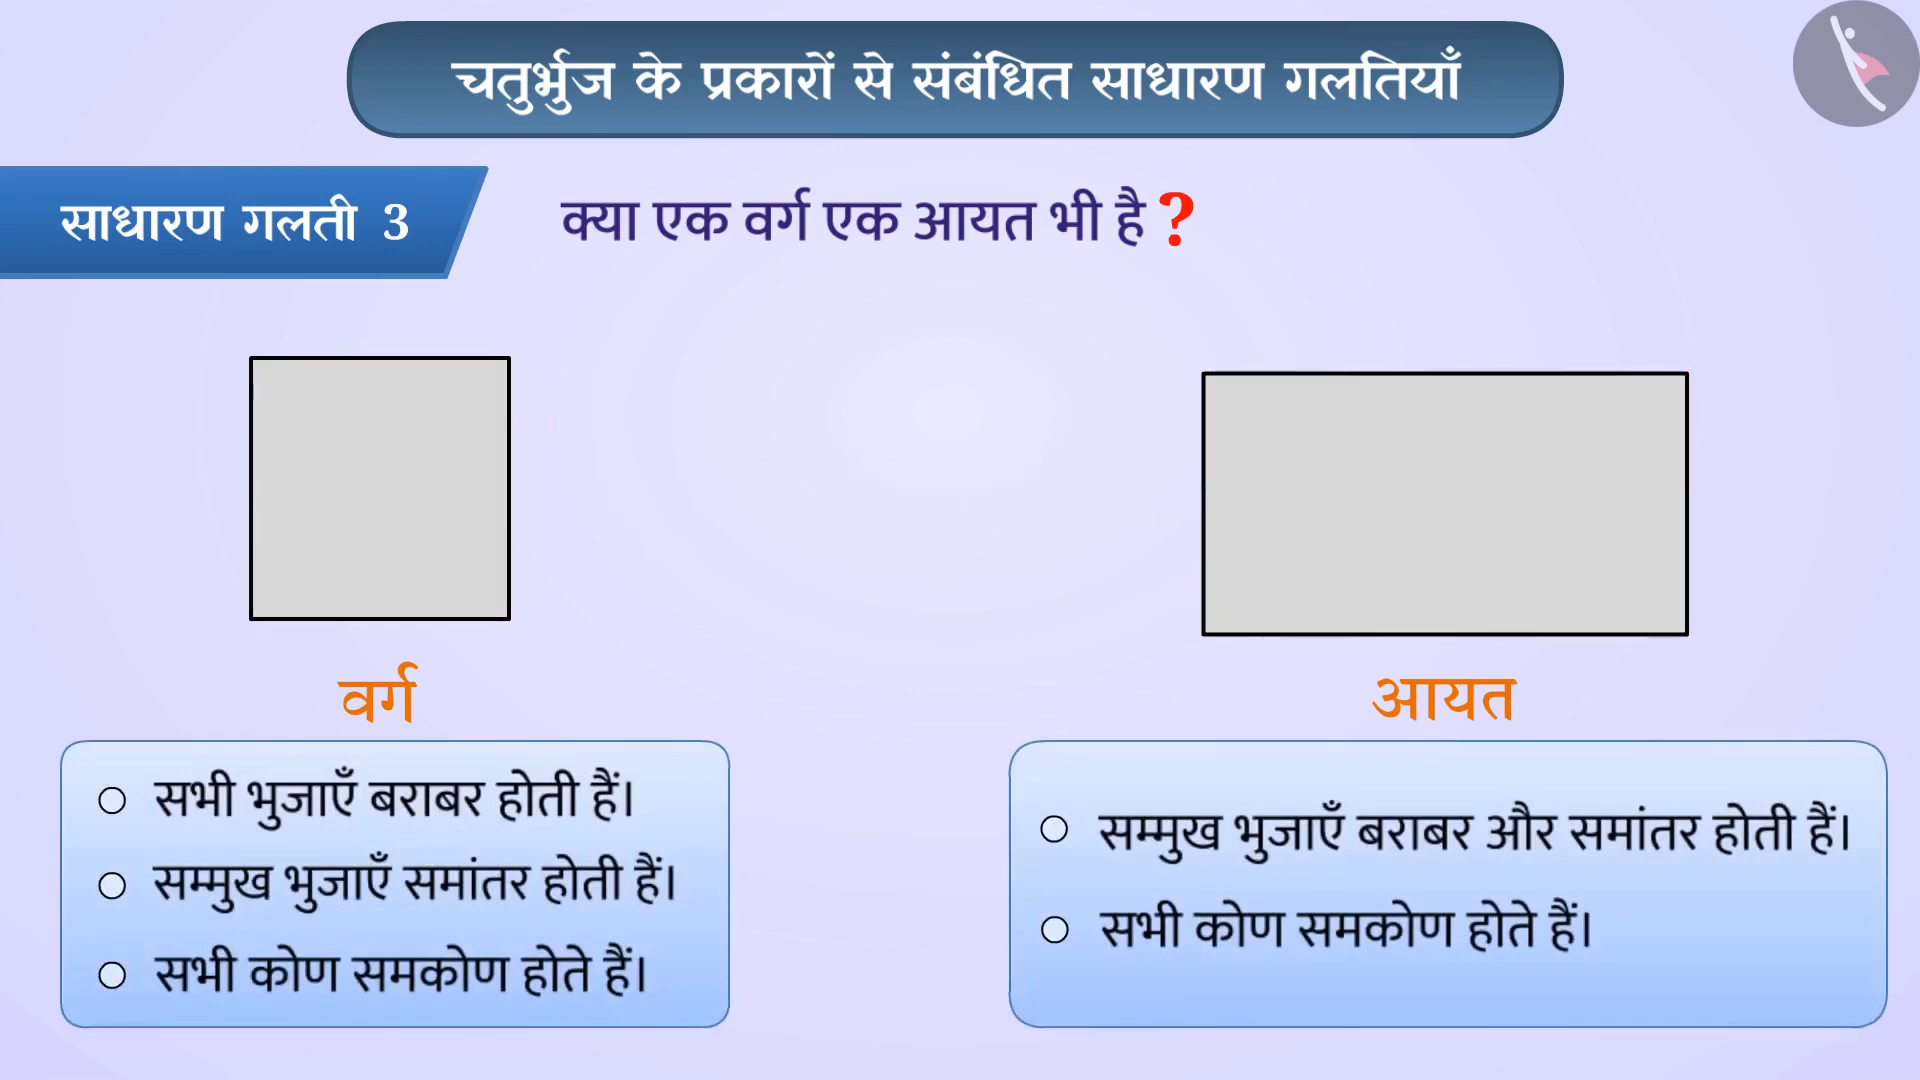 चतुर्भुज के प्रकारों से संबंधित साधारण गलतियाँ
साधारण गलती 3
क्या एक वर्ग एक आयत भी है?
वर्ग
सभी भुजाएँ बराबर होती हैं।
सम्मुख भुजाएँ समांतर होती हैं।
सभी कोण समकोण होते हैं।
आयत
सम्मुख भुजाएँ बराबर और समांतर होती हैं।
सभी कोण समकोण होते हैं।